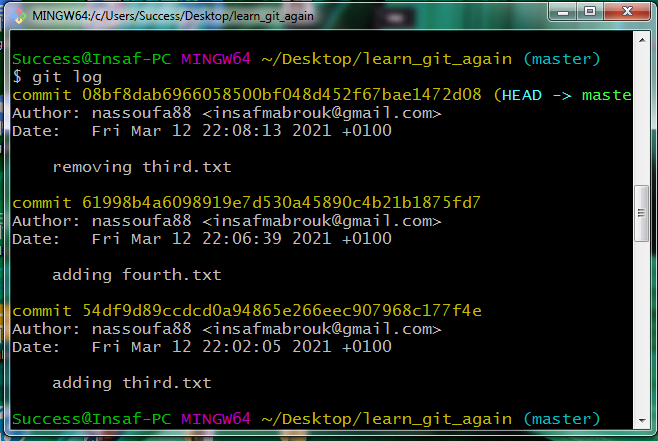 MINGW64:/c/Users/Success/Desktop/learn_git_again
Success@Insaf-PC MINGW64 ~/Desktop/learn_git_again (master)
$ git log
commit 08bf8dab6966058500bf048d452f67bae1472d08 (HEAD -> maste
Author: nassoufa88 <insafmabrouk@gmail.com>
Date:   Fri Mar 12 22:08:13 2021 +0100
removing third.txt
commit 61998b4a6098919e7d530a45890c4b21b1875fd7
Author: nassoufa88 <insafmabrouk@gmail.com>
Date:   Fri Mar 12 22:06:39 2021 +0100
adding fourth.txt
commit 54df9d89ccdcd0a94865e266eec907968c177f4e
Author: nassoufa88 <insafmabrouk@gmail.com>
Date:   Fri Mar 12 22:02:05 2021 +0100
adding third.txt
Success@Insaf-PC MINGW64 ~/Desktop/learn_git_again (master)